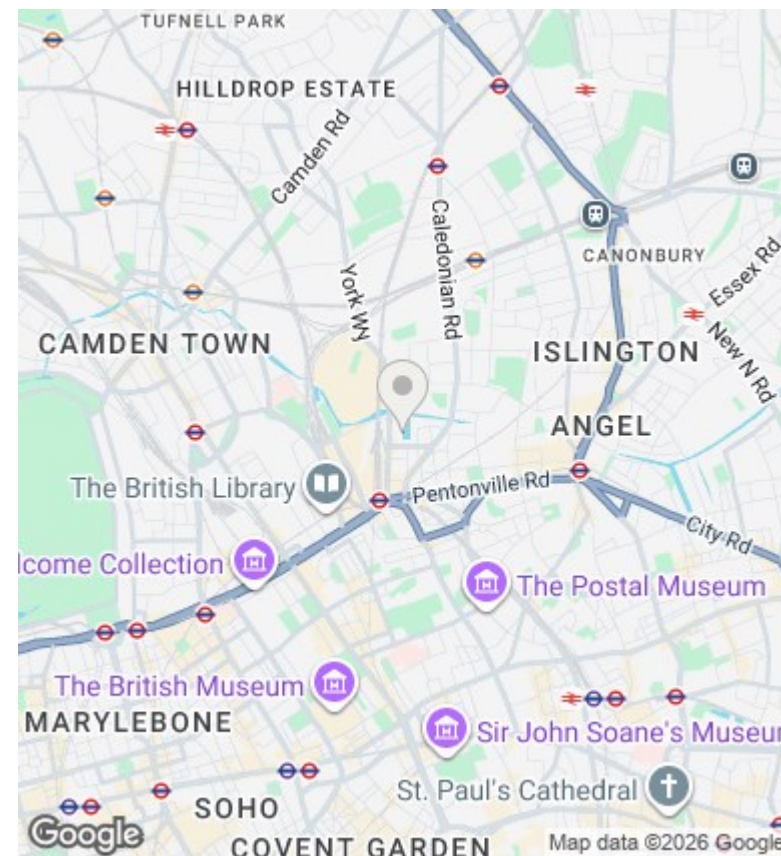 TUFNELL PARK
HILLDROP ESTATE
Camden Rd
Caledonian Rd
York Wy
CANONBURY
Essex Rd
New N Rd
CAMDEN TOWN
ISLINGTON
ANGEL
The British Library
Pentonville Rd
City Rd
lcome Collection
The Postal Museum
The British Museum
MARYLEBONE
Sir John Soane's Museum
St. Paul's Cathedral
SOHO
COVENT GARDEN
Google
Map data ©2026 Google